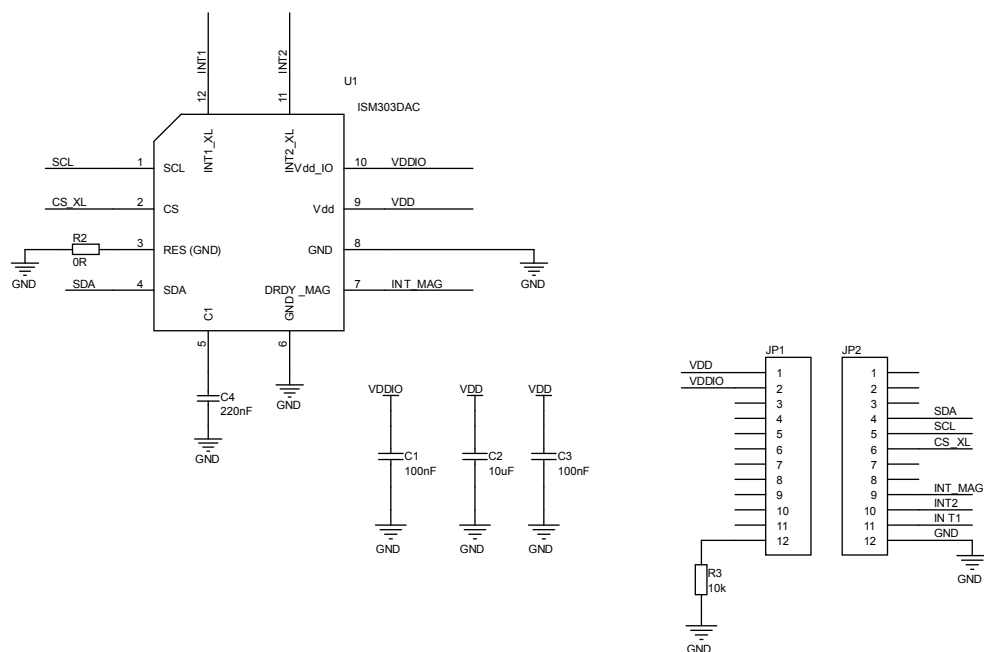 INT1
INT2
12
11
U1
ISM303DAC
INT1_XL
INT2_XL
SCL
1
SCL
Vdd_IO
10
VDDIO
CS_XL
2
CS
Vdd
9
VDD
R2
0R
3
RES (GND)
GND
8
GND
GND
SDA
4
SDA
DRDY _MAG
7
INT_MAG
C1
GND
5
6
C4
220nF
GND
GND
VDDIO
VDD
VDD
C1
100nF
C2
10uF
C3
100nF
GND
GND
GND
JP1
JP2
VDD
1
VDDIO
2
3
4
5
6
7
8
9
10
11
12
1
2
3
4
SDA
5
SCL
6
CS_XL
7
8
9
INT_MAG
10
INT2
11
IN T1
12
GND
GND
R3
10k
GND